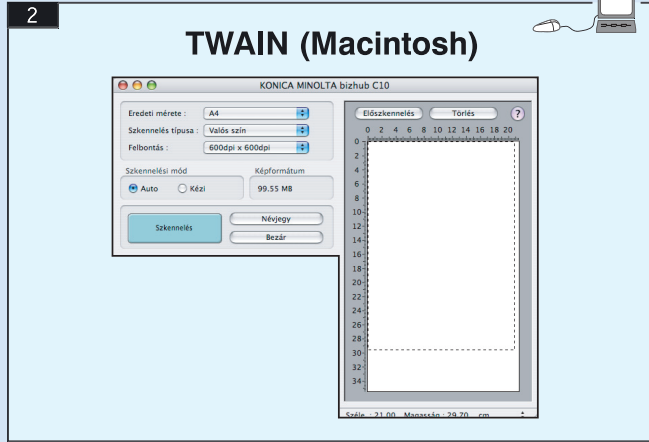 2
TWAIN (Macintosh)
KONICA MINOLTA bizhub C10
Eredeti mérete : A4
Szkennelés típusa : Valós szín
Felbontás : 600dpi x 600dpi
Szkennelési mód Képformátum
Auto Kézi 99.55 MB
Szkennelés
Névjegy
Bezár
Előszkennelés Törlés ?
0 2 4 6 8 10 12 14 16 18 20
0
2
4
6
8
10
12
14
16
18
20
22
24
26
28
30
32
34
Széle : 21.00 Magasság : 29.70 cm